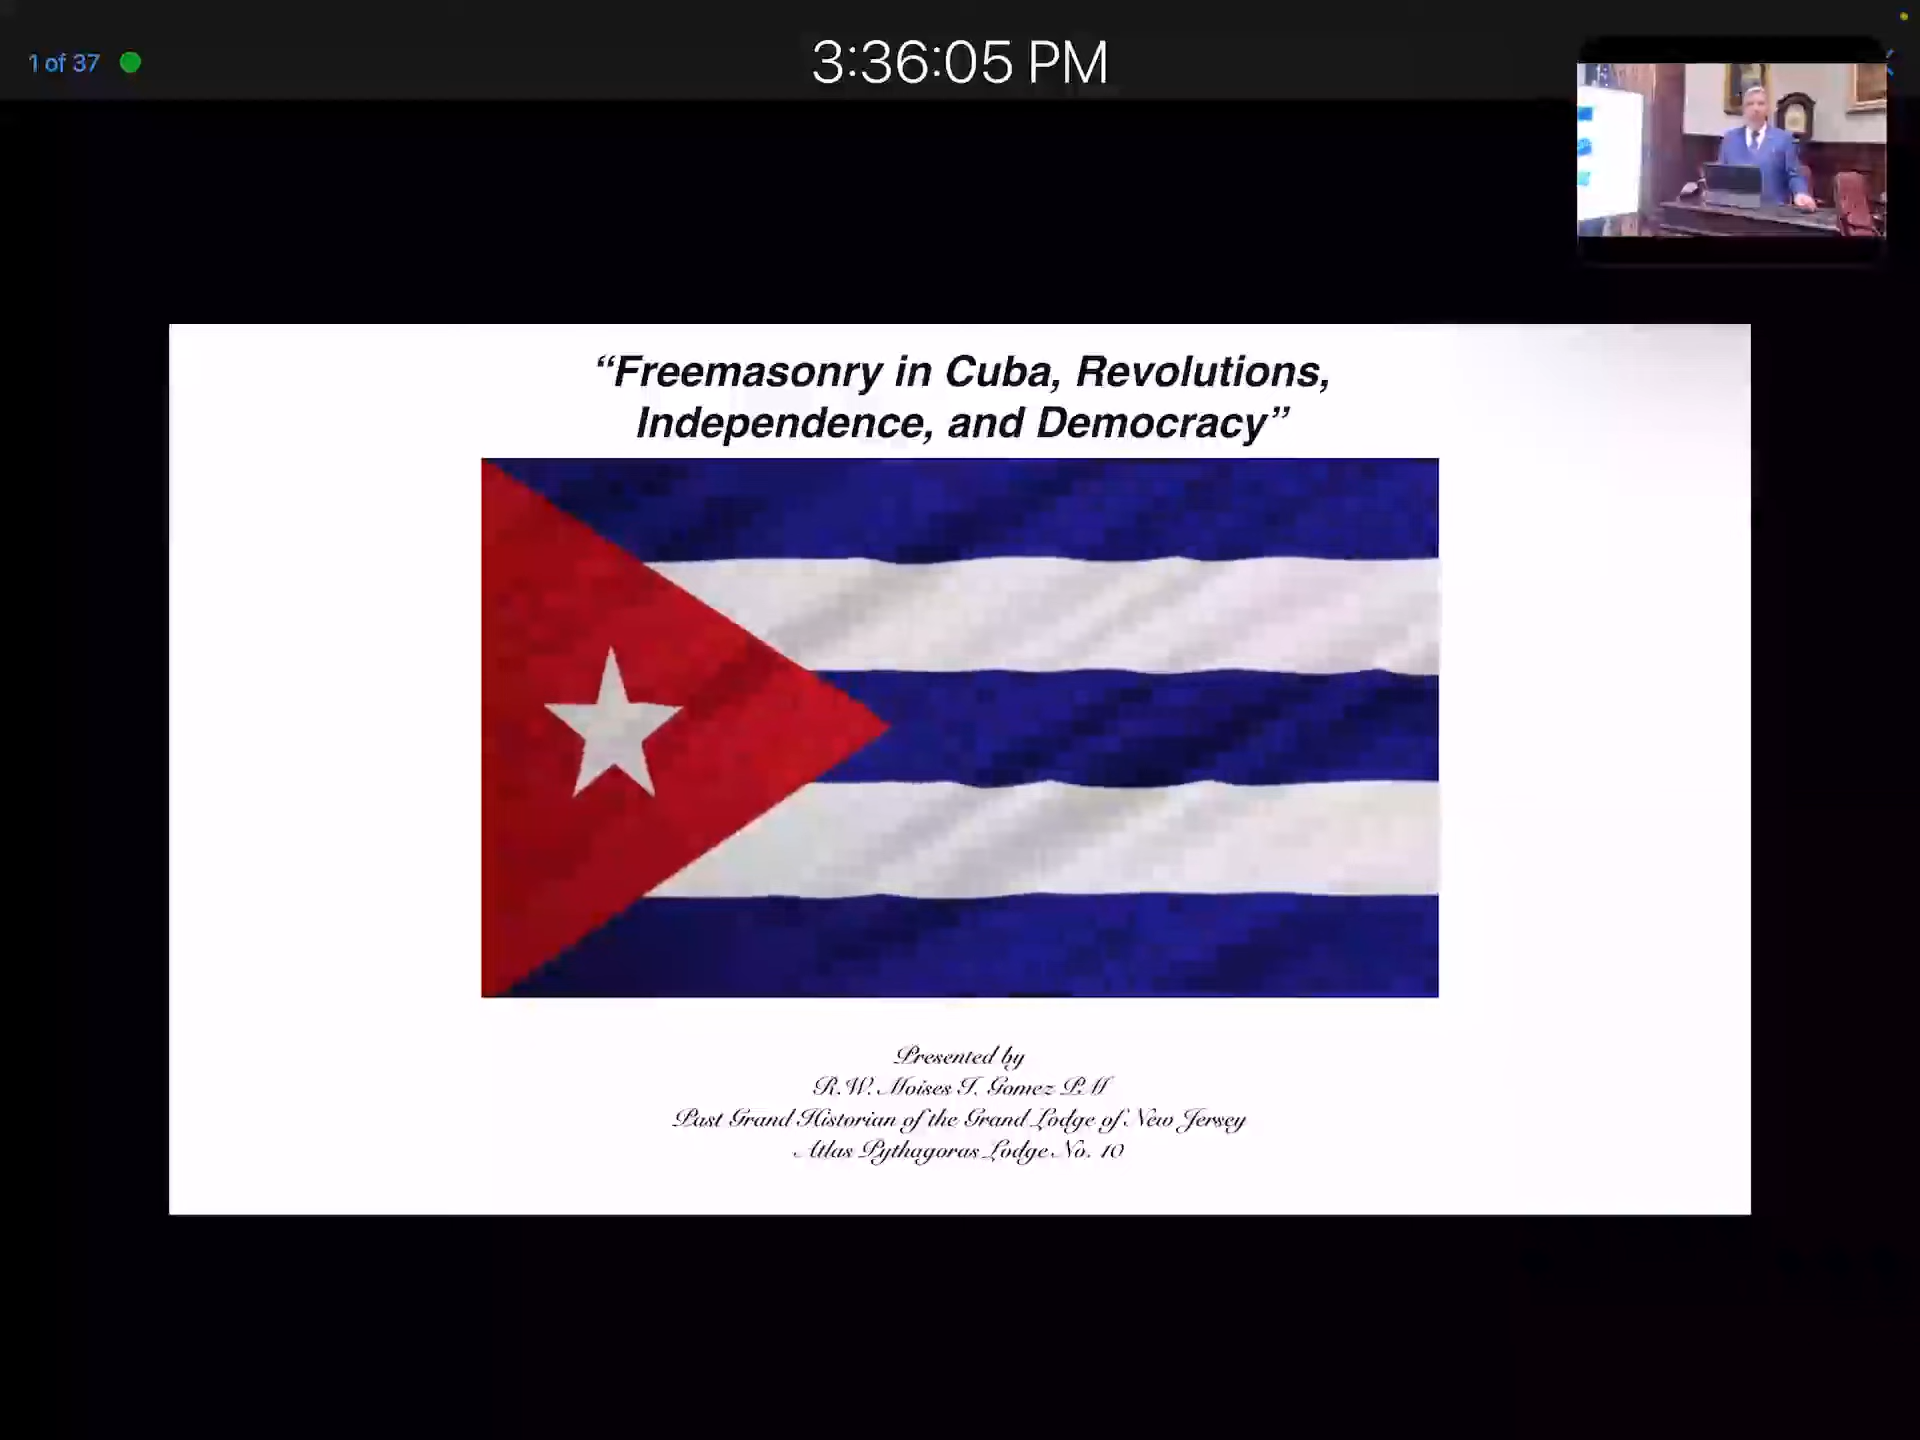 1 of 37
3:36:05 PM
“Freemasonry in Cuba, Revolutions,
Independence, and Democracy”
Presented by
R.W. Moises I. Gomez PM
Past Grand Historian of the Grand Lodge of New Jersey
Atlas Pythagoras Lodge No. 10